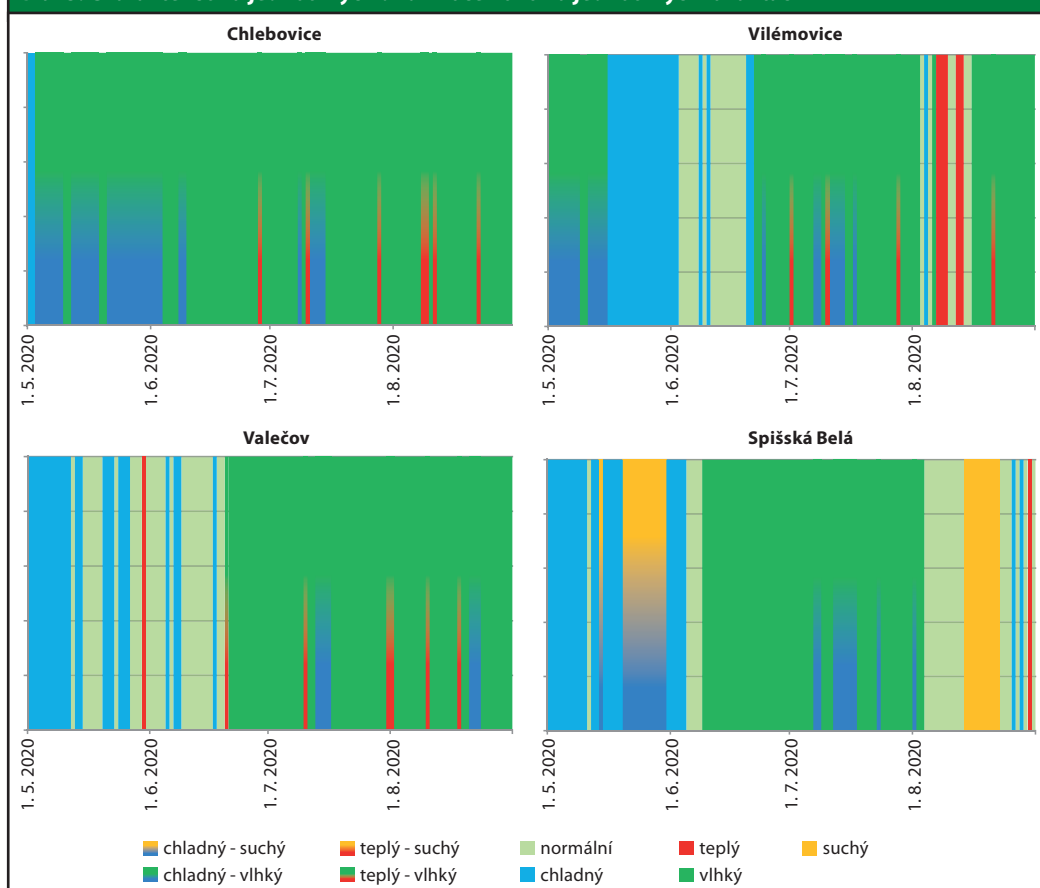 Chlebovice
Vilémovice
1. 5. 2020
1. 6. 2020
1. 7. 2020
1. 8. 2020
1. 5. 2020
1. 6. 2020
1. 7. 2020
1. 8. 2020
Valečov
Spišská Belá
1. 5. 2020
1. 6. 2020
1. 7. 2020
1. 8. 2020
1. 5. 2020
1. 6. 2020
1. 7. 2020
1. 8. 2020
chladný - suchý
teplý - suchý
normální
teplý
suchý
chladný - vlhký
teplý - vlhký
chladný
vlhký